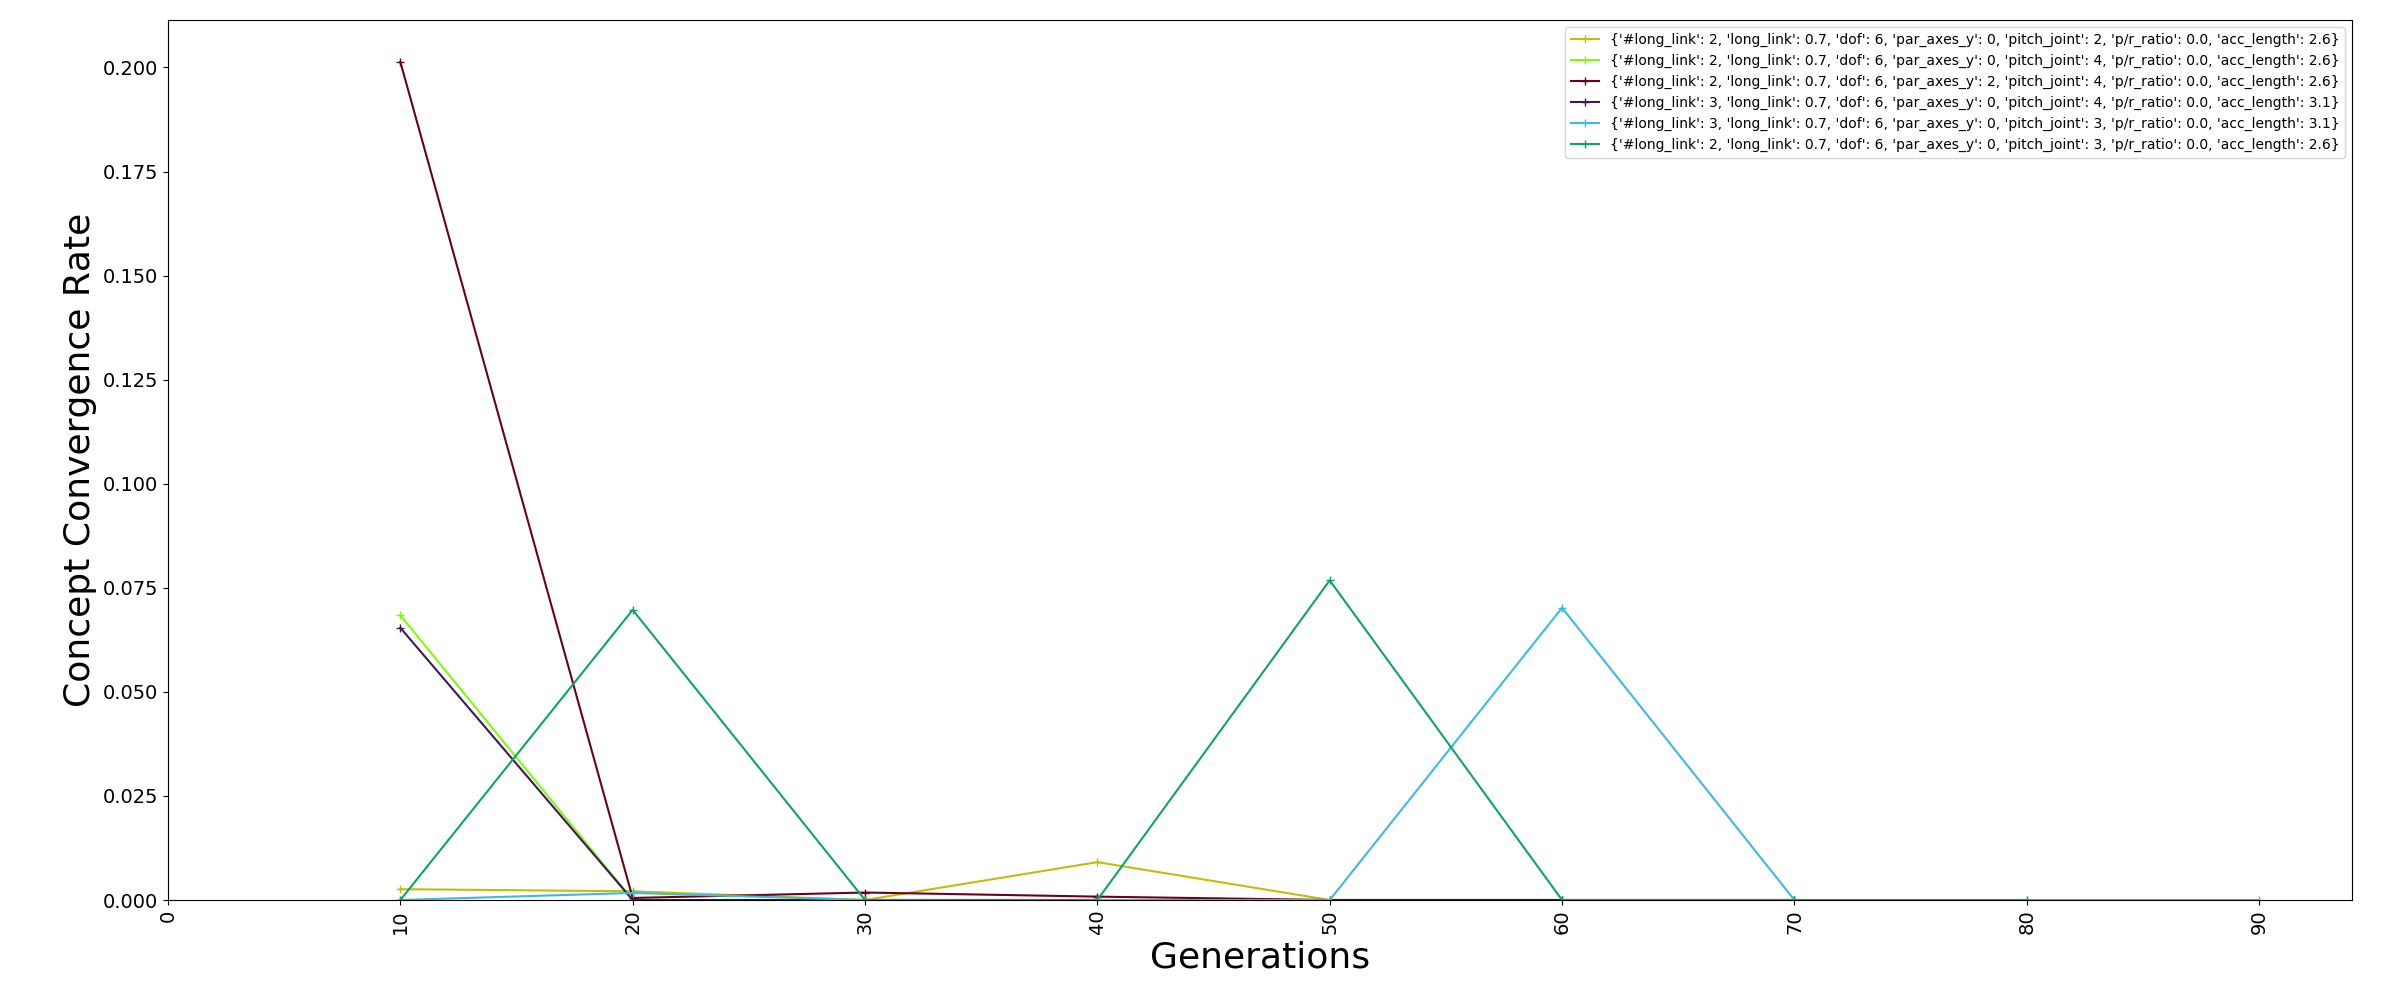 {'#long_link': 2, 'long_link': 0.7, 'dof': 6, 'par_axes_y': 0, 'pitch_joint': 2, 'p/r_ratio': 0.0, 'acc_length': 2.6}
{'#long_link': 2, 'long_link': 0.7, 'dof': 6, 'par_axes_y': 0, 'pitch_joint': 4, 'p/r_ratio': 0.0, 'acc_length': 2.6}
{'#long_link': 2, 'long_link': 0.7, 'dof': 6, 'par_axes_y': 2, 'pitch_joint': 4, 'p/r_ratio': 0.0, 'acc_length': 2.6}
{'#long_link': 3, 'long_link': 0.7, 'dof': 6, 'par_axes_y': 0, 'pitch_joint': 4, 'p/r_ratio': 0.0, 'acc_length': 3.1}
{'#long_link': 3, 'long_link': 0.7, 'dof': 6, 'par_axes_y': 0, 'pitch_joint': 3, 'p/r_ratio': 0.0, 'acc_length': 3.1}
{'#long_link': 2, 'long_link': 0.7, 'dof': 6, 'par_axes_y': 0, 'pitch_joint': 3, 'p/r_ratio': 0.0, 'acc_length': 2.6}
Concept Convergence Rate
0.200
0.175
0.150
0.125
0.100
0.075
0.050
0.025
0.000
0 10 20 30 40 50 60 70 80 90
Generations